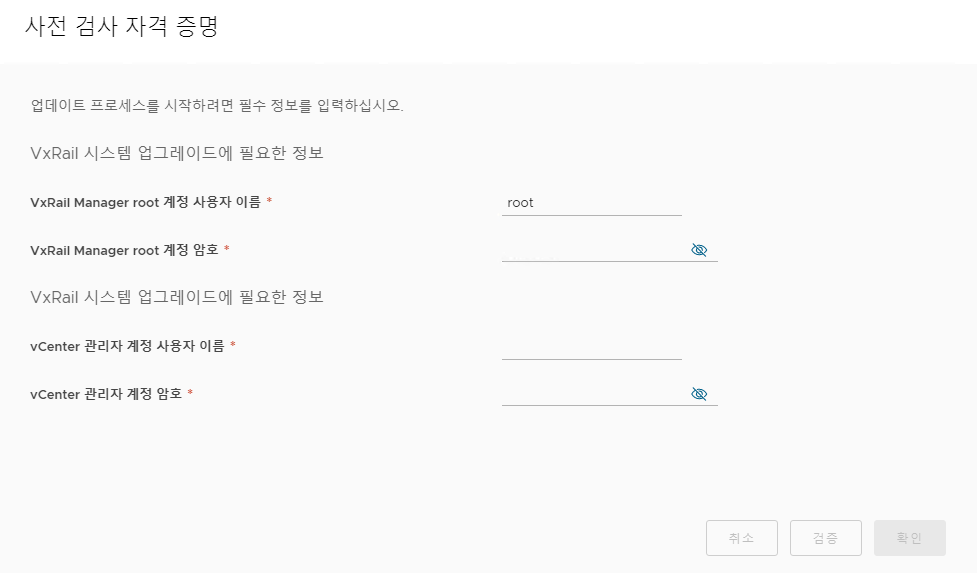 사전 검사 자격 증명
업데이트 프로세스를 시작하려면 필수 정보를 입력하십시오.
VxRail 시스템 업그레이드에 필요한 정보
VxRail Manager root 계정 사용자 이름 * root
VxRail Manager root 계정 암호 *
VxRail 시스템 업그레이드에 필요한 정보
vCenter 관리자 계정 사용자 이름 *
vCenter 관리자 계정 암호 *
취소 검증 확인